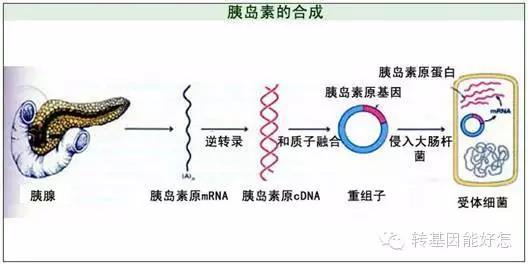 胰岛素的合成
胰岛素原蛋白
胰岛素原基因
mRNA
逆转录
和质子融合
侵入大肠杆
菌
(A)n
胰腺
胰岛素原mRNA
胰岛素原cDNA
重组子
受体细菌
转基因能好怎